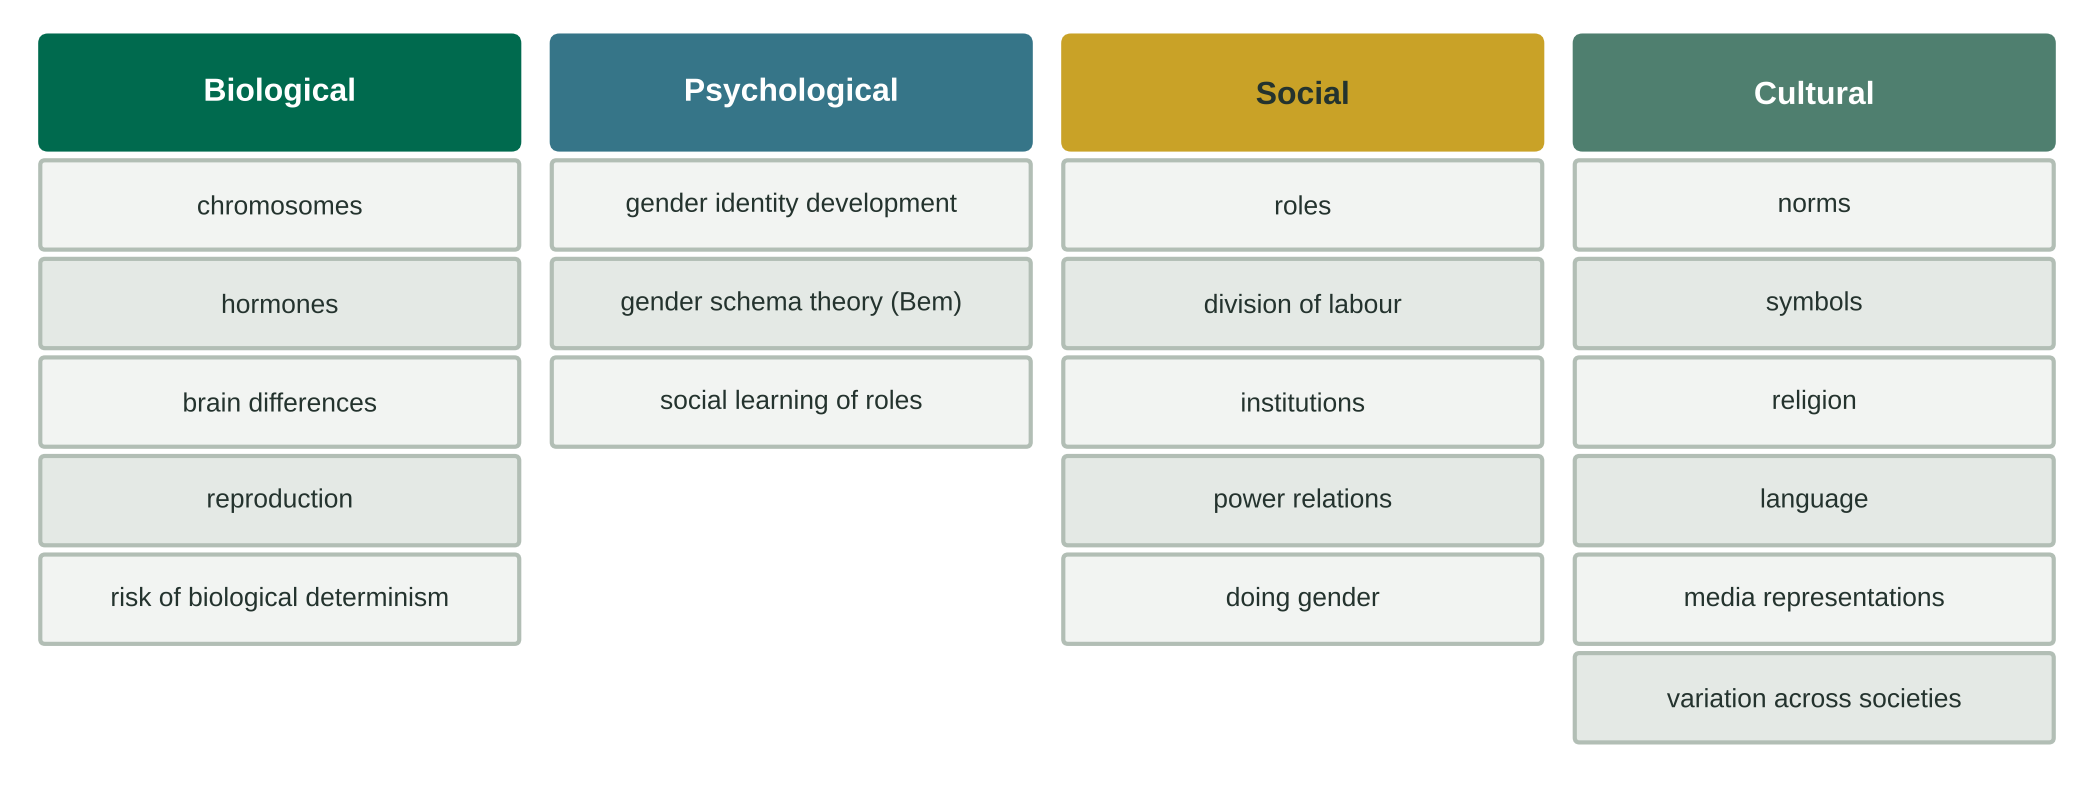 Biological
chromosomes
hormones
brain differences
reproduction
risk of biological determinism
Psychological
gender identity development
gender schema theory (Bem)
social learning of roles
Social
roles
division of labour
institutions
power relations
doing gender
Cultural
norms
symbols
religion
language
media representations
variation across societies